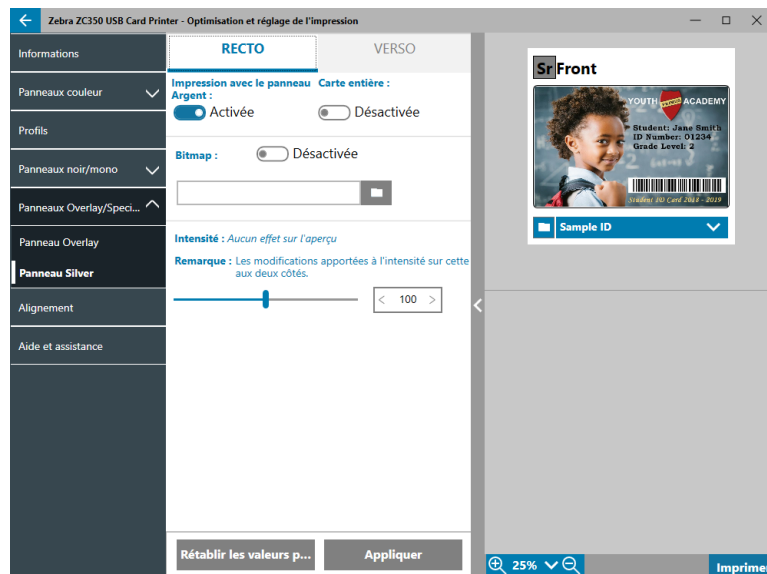 Zebra ZC350 USB Card Printer - Optimisation et réglage de l'impression
Informations
Panneaux couleur
Profils
Panneaux noir/mono
Panneaux Overlay/Speci...
Panneau Overlay
Panneau Silver
Alignement
Aide et assistance
RECTO
VERSO
Impression avec le panneau
Argent :
Carte entière :
Activée
Désactivée
Bitmap :
Désactivée
Intensité : Aucun effet sur l'aperçu
Remarque : Les modifications apportées à l'intensité sur cette
aux deux côtés.
< 100 >
Rétablir les valeurs p...
Appliquer
Sr Front
YOUTH ACADEMY
Student: Jane Smith
ID Number: 01234
Grade Level: 2
Student ID Card 2018 - 2019
Sample ID
25%
Imprimer